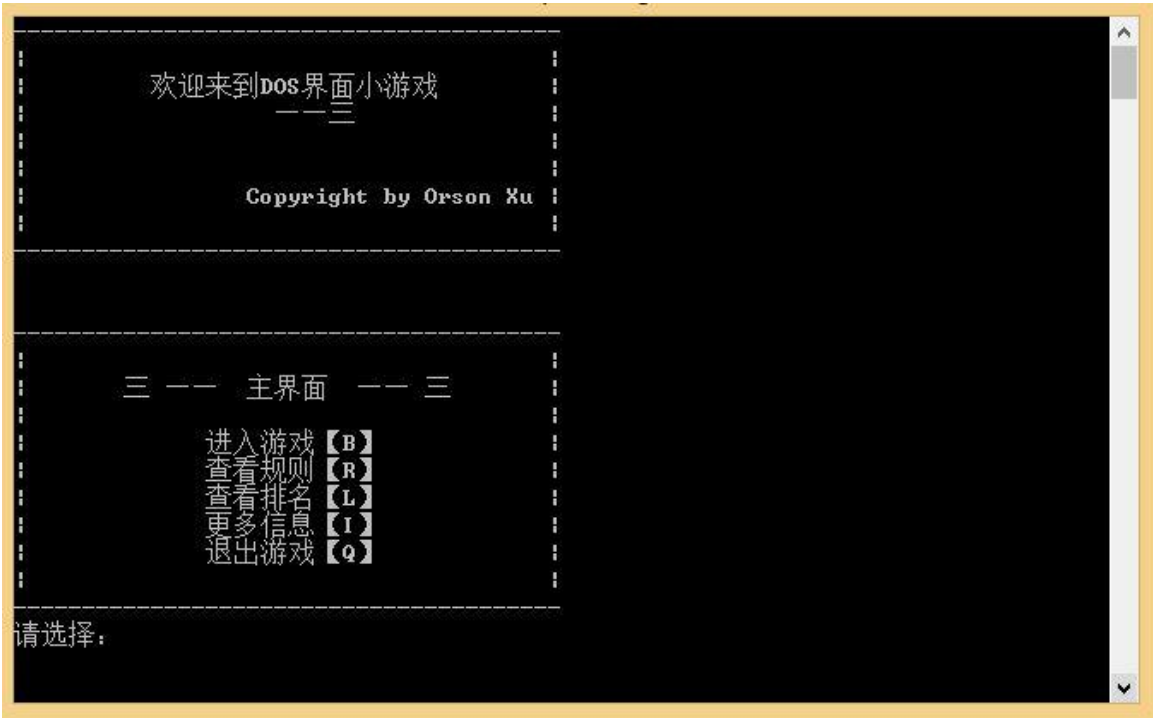 欢迎来到DOS界面小游戏
一一三
Copyright by Orson Xu
三 一一 主界面 一一 三
进入游戏【B】
查看规则【R】
查看排名【L】
更多信息【I】
退出游戏【Q】
请选择：